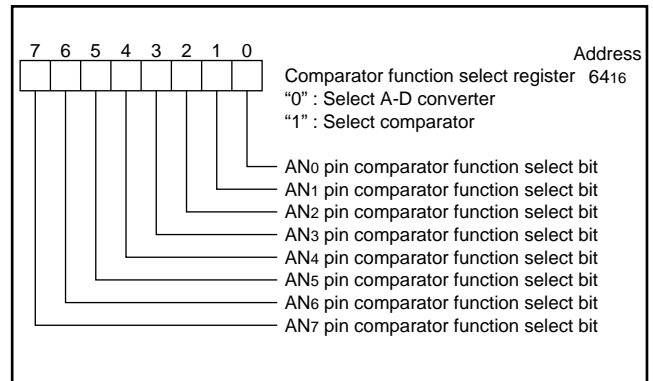 7 6 5 4 3 2 1 0
Address
Comparator function select register 6416
“0” : Select A-D converter
“1” : Select comparator
AN0 pin comparator function select bit
AN1 pin comparator function select bit
AN2 pin comparator function select bit
AN3 pin comparator function select bit
AN4 pin comparator function select bit
AN5 pin comparator function select bit
AN6 pin comparator function select bit
AN7 pin comparator function select bit